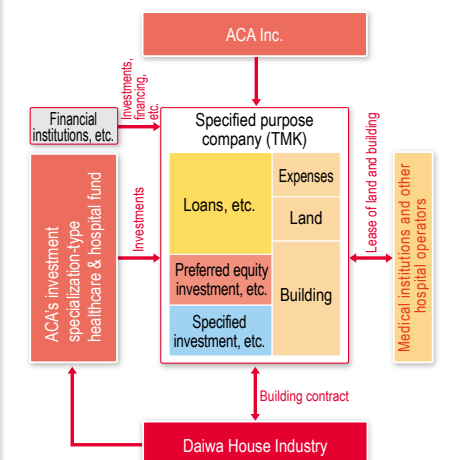 ACA Inc.
Investments,
financing,
etc.
Financial
institutions, etc.
Specified purpose
company (TMK)
Loans, etc.
Expenses
Land
Preferred equity
investment, etc.
Building
Specified
investment, etc.
ACA's investment
specialization-type
healthcare & hospital fund
Investments
Lease of land and building
Medical institutions and other
hospital operators
Building contract
Daiwa House Industry